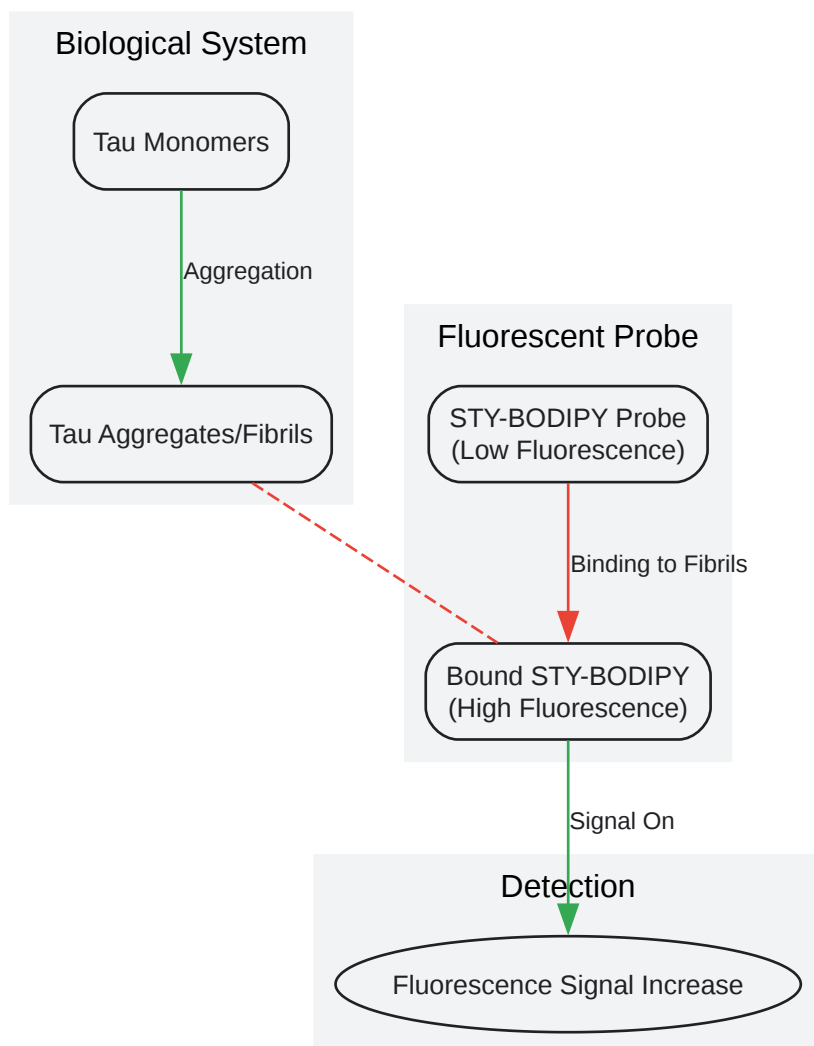 Biological System
Tau Monomers
Aggregation
Tau Aggregates/Fibrils
Fluorescent Probe
STY-BODIPY Probe
(Low Fluorescence)
Binding to Fibrils
Bound STY-BODIPY
(High Fluorescence)
Signal On
Detection
Fluorescence Signal Increase